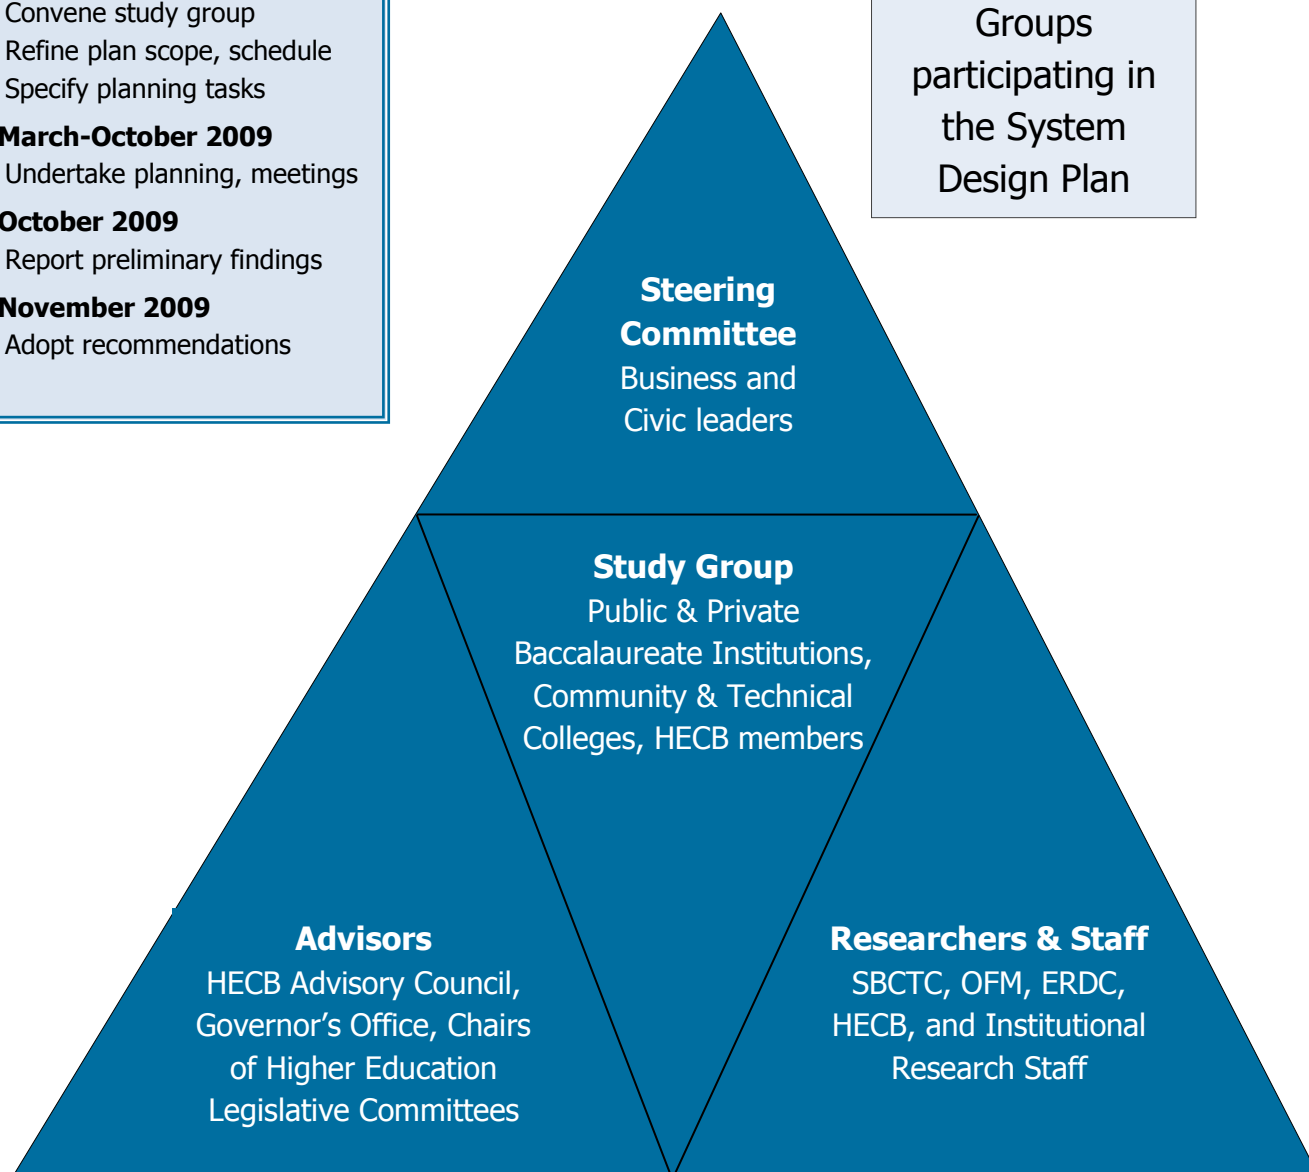 Convene study group
Refine plan scope, schedule
Specify planning tasks
March-October 2009
Undertake planning, meetings
October 2009
Report preliminary findings
November 2009
Adopt recommendations
Groups
participating in
the System
Design Plan
Steering
Committee
Business and
Civic leaders
Study Group
Public & Private
Baccalaureate Institutions,
Community & Technical
Colleges, HECB members
Advisors
HECB Advisory Council,
Governor’s Office, Chairs
of Higher Education
Legislative Committees
Researchers & Staff
SBCTC, OFM, ERDC,
HECB, and Institutional
Research Staff